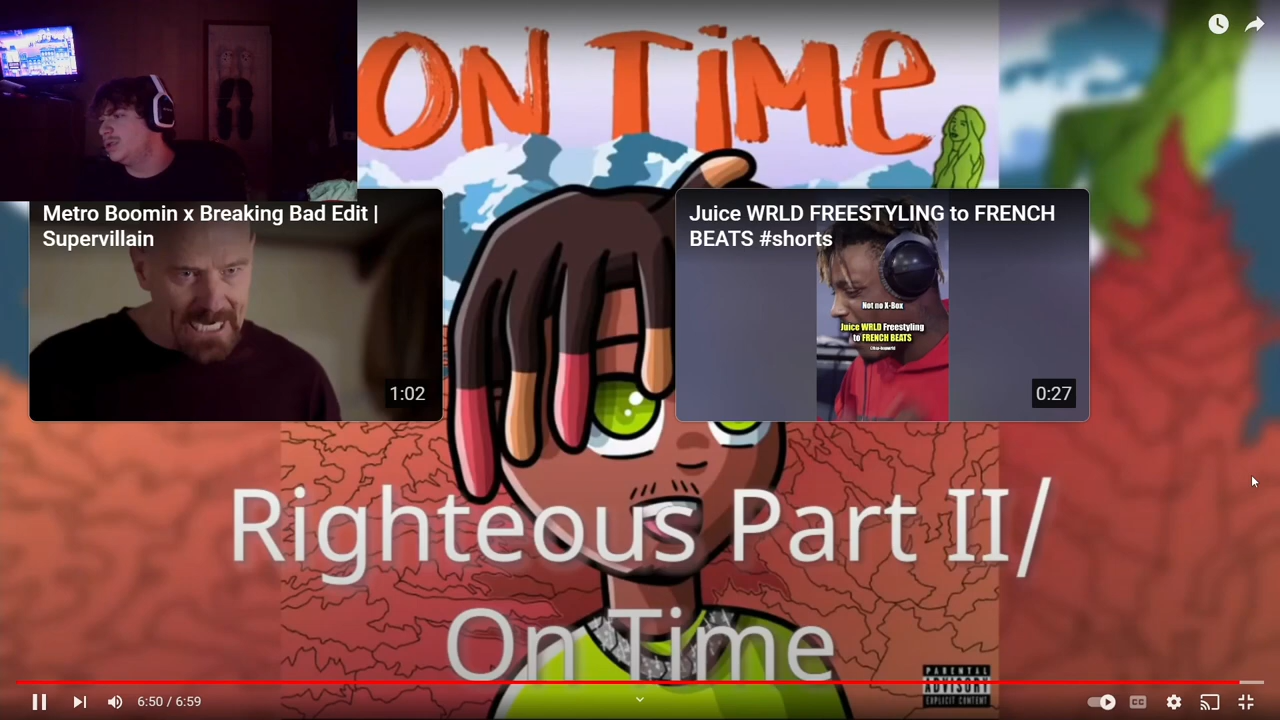 ON TIME
Metro Boomin x Breaking Bad Edit |
Supervillain
1:02
Juice WRLD FREESTYLING to FRENCH
BEATS #shorts
Not no X-Box
Juice WRLD Freestyling
to FRENCH BEATS
0:27
Righteous Part II/
On Time
PARENTAL
ADVISORY
EXPLICIT CONTENT
6:50 / 6:59
CC